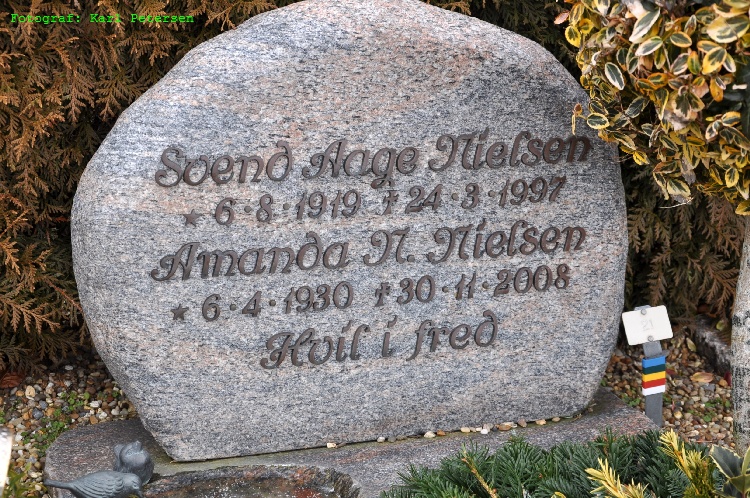 Fotograf: Karl Petersen
Svend Aage Nielsen
★ 6·8·1919 ✝ 24·3·1997
Amanda N. Nielsen
★ 6·4·1930 ✝ 30·11·2008
Hvil i fred
21